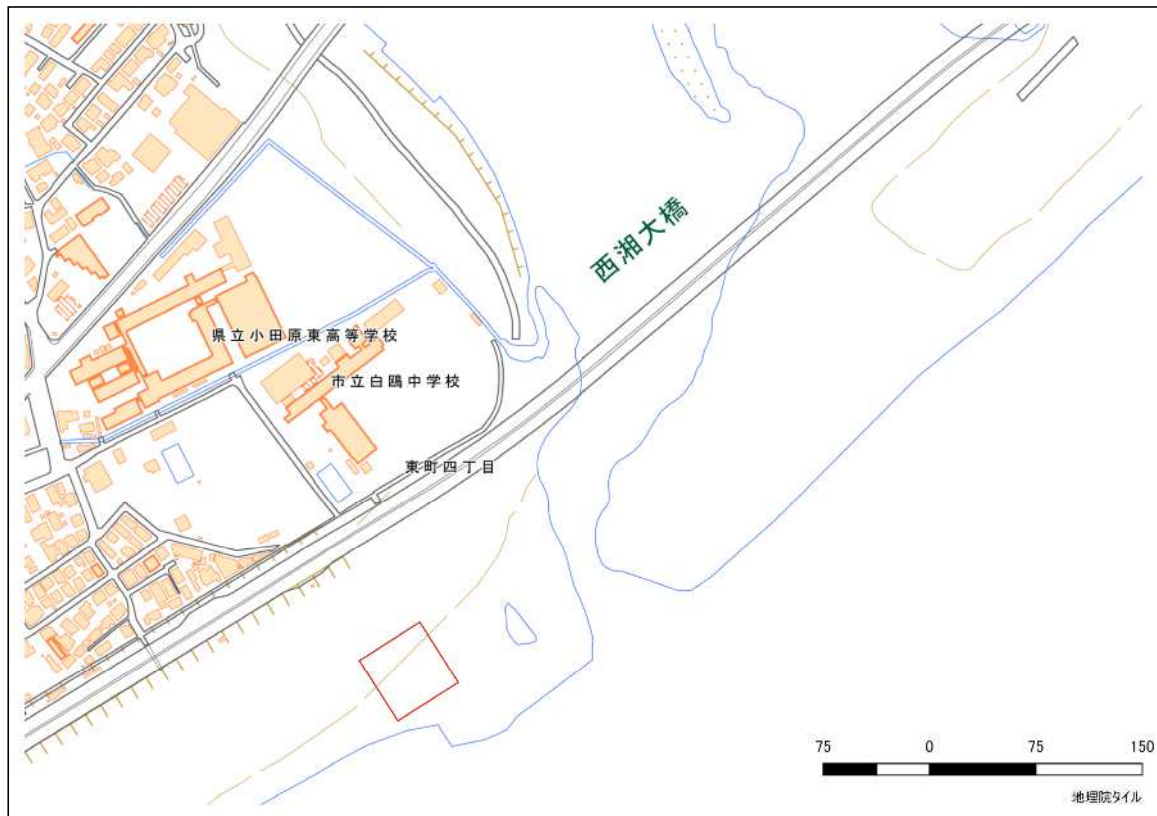 西湘大橋
県立小田原東高等学校
市立白鴎中学校
東町四丁目
75 0 75 150
地理院タイル